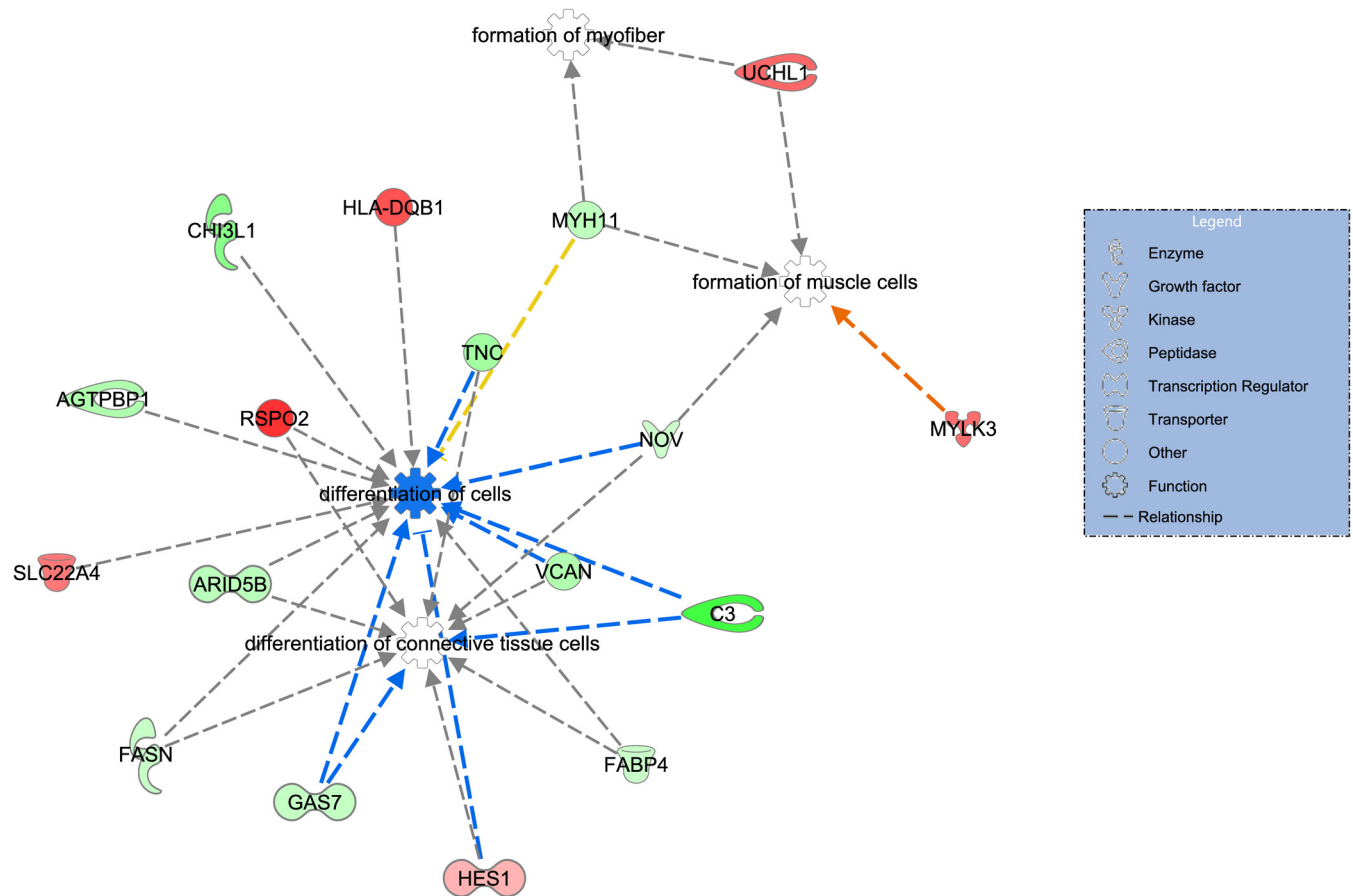 formation of myofiber
UCHL1
HLA-DQB1
MYH11
CHI3L1
formation of muscle cells
TNC
AGTPBP1
RSPO2
NOV
MYLK3
differentiation of cells
SLC22A4
ARID5B
VCAN
C3
differentiation of connective tissue cells
FASN
FABP4
GAS7
HES1
Legend
Enzyme
Growth factor
Kinase
Peptidase
Transcription Regulator
Transporter
Other
Function
Relationship